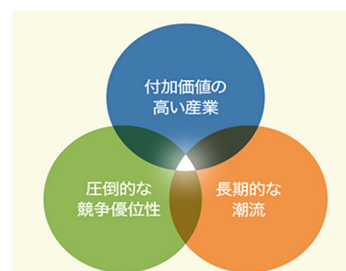 付加価値の
高い産業
圧倒的な
競争優位性
長期的な
潮流